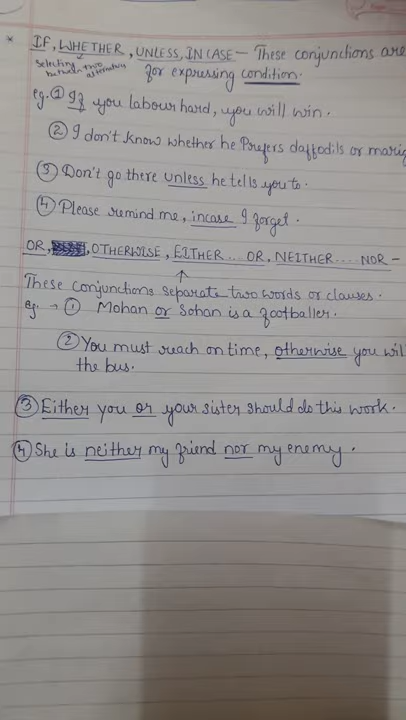 * IF, WHETHER, UNLESS, INCASE - These conjunctions are
selecting between two alternatives
for expressing condition.
eg. ① If you labour hard, you will win.
② I don't know whether he Prefers daffodils or marig
③ Don't go there unless he tells you to.
④ Please remind me, incase I forget.
OR, OTHERWISE, EITHER... OR, NEITHER.... NOR -
↑
These conjunctions separate two words or clauses.
eg. → ① Mohan or Sohan is a footballer.
② You must reach on time, otherwise you wil
the bus.
③ Either you or your sister should do this work.
④ She is neither my friend nor my enemy.